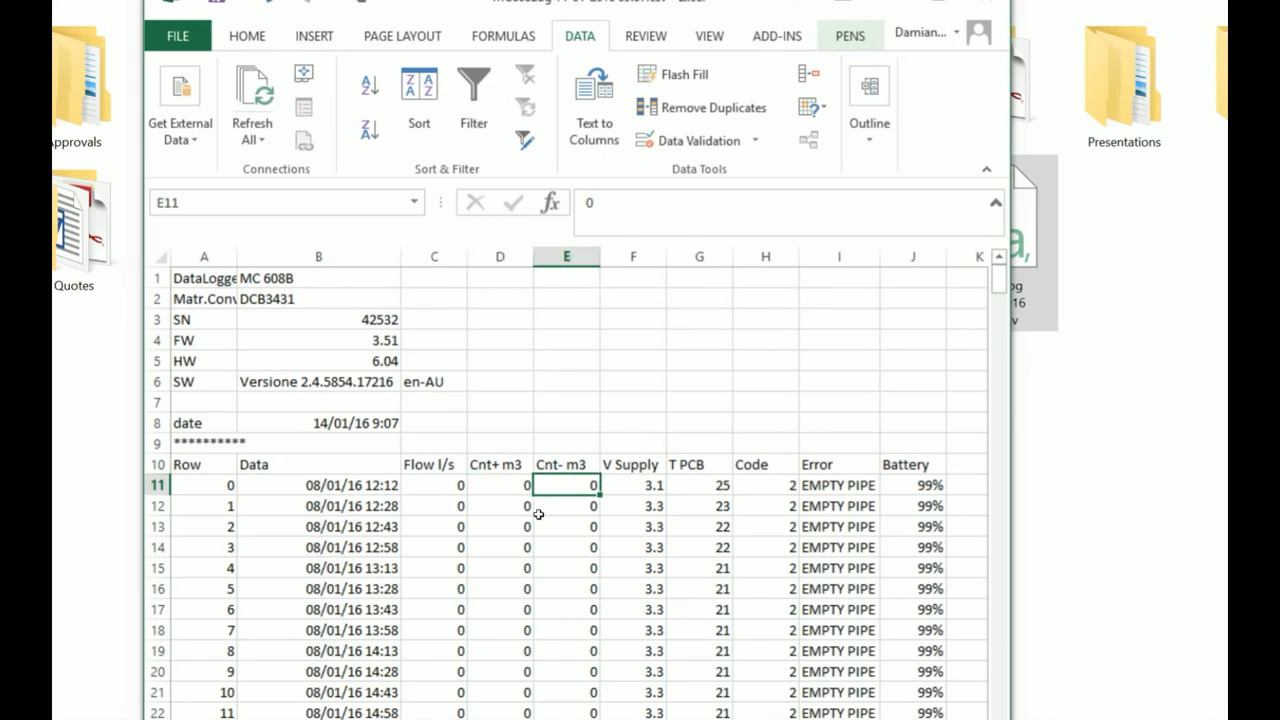 FILE HOME INSERT PAGE LAYOUT FORMULAS DATA REVIEW VIEW ADD-INS PENS Damian...
Get External Data
Refresh All
Connections
Sort
Filter
Sort & Filter
Text to Columns
Flash Fill
Remove Duplicates
Data Validation
Data Tools
Outline
Approvals
Quotes
Presentations
E11 fx 0
A B C D E F G H I J K
1 DataLogge MC 608B
2 Matr.Conv DCB3431
3 SN 42532
4 FW 3.51
5 HW 6.04
6 SW Versione 2.4.5854.17216 en-AU
7
8 date 14/01/16 9:07
9 **********
10 Row Data Flow l/s Cnt+ m3 Cnt- m3 V Supply T PCB Code Error Battery
11 0 08/01/16 12:12 0 0 0 3.1 25 2 EMPTY PIPE 99%
12 1 08/01/16 12:28 0 0 0 3.3 23 2 EMPTY PIPE 99%
13 2 08/01/16 12:43 0 0 0 3.3 22 2 EMPTY PIPE 99%
14 3 08/01/16 12:58 0 0 0 3.3 22 2 EMPTY PIPE 99%
15 4 08/01/16 13:13 0 0 0 3.3 21 2 EMPTY PIPE 99%
16 5 08/01/16 13:28 0 0 0 3.3 21 2 EMPTY PIPE 99%
17 6 08/01/16 13:43 0 0 0 3.3 21 2 EMPTY PIPE 99%
18 7 08/01/16 13:58 0 0 0 3.3 21 2 EMPTY PIPE 99%
19 8 08/01/16 14:13 0 0 0 3.3 21 2 EMPTY PIPE 99%
20 9 08/01/16 14:28 0 0 0 3.3 21 2 EMPTY PIPE 99%
21 10 08/01/16 14:43 0 0 0 3.3 21 2 EMPTY PIPE 99%
22 11 08/01/16 14:58 0 0 0 3.3 21 2 EMPTY PIPE 99%